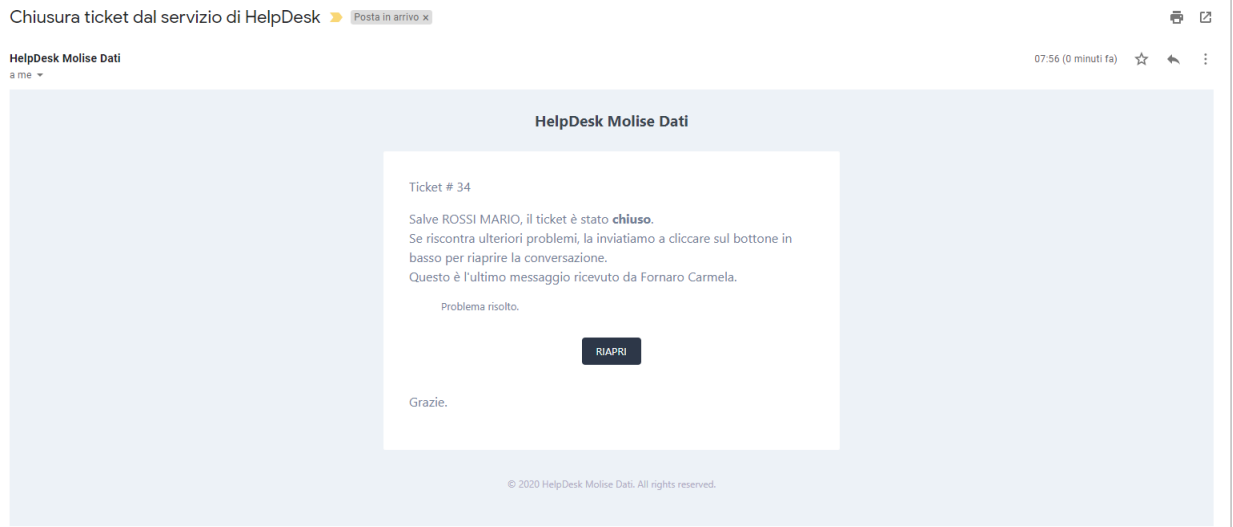 Chiusura ticket dal servizio di HelpDesk Posta in arrivo ×
HelpDesk Molise Dati
07:56 (0 minuti fa)
a me
HelpDesk Molise Dati
Ticket # 34
Salve ROSSI MARIO, il ticket è stato chiuso.
Se riscontra ulteriori problemi, la inviatiamo a cliccare sul bottone in
basso per riaprire la conversazione.
Questo è l'ultimo messaggio ricevuto da Fornaro Carmela.
Problema risolto.
RIAPRI
Grazie.
© 2020 HelpDesk Molise Dati. All rights reserved.